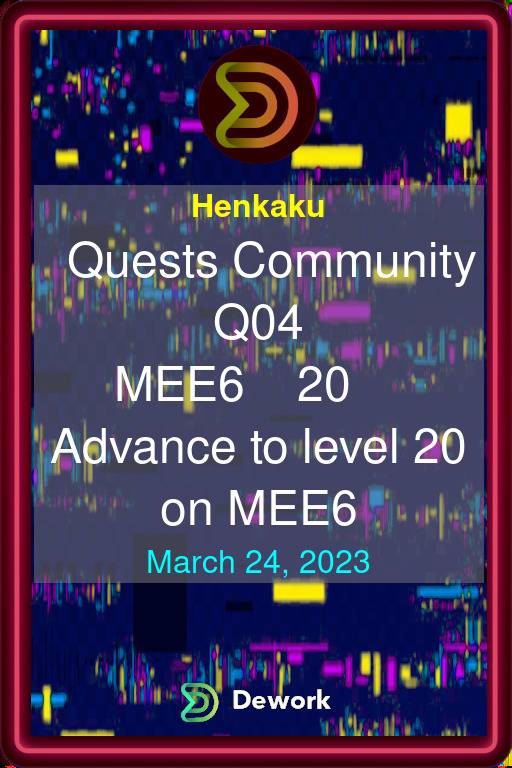 Henkaku
Quests Community
Q04
MEE6 20
Advance to level 20
on MEE6
March 24, 2023
Dework